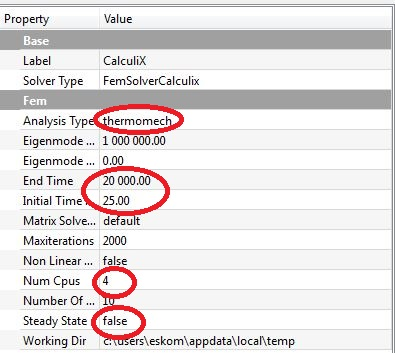 Property Value
Base
Label CalculiX
Solver Type FemSolverCalculix
Fem
Analysis Type thermomech
Eigenmode ... 1 000 000.00
Eigenmode ... 0.00
End Time 20 000.00
Initial Time ... 25.00
Matrix Solve... default
Maxiterations 2000
Non Linear ... false
Num Cpus 4
Number Of ... 10
Steady State false
Working Dir c:\users\eskom\appdata\local\temp